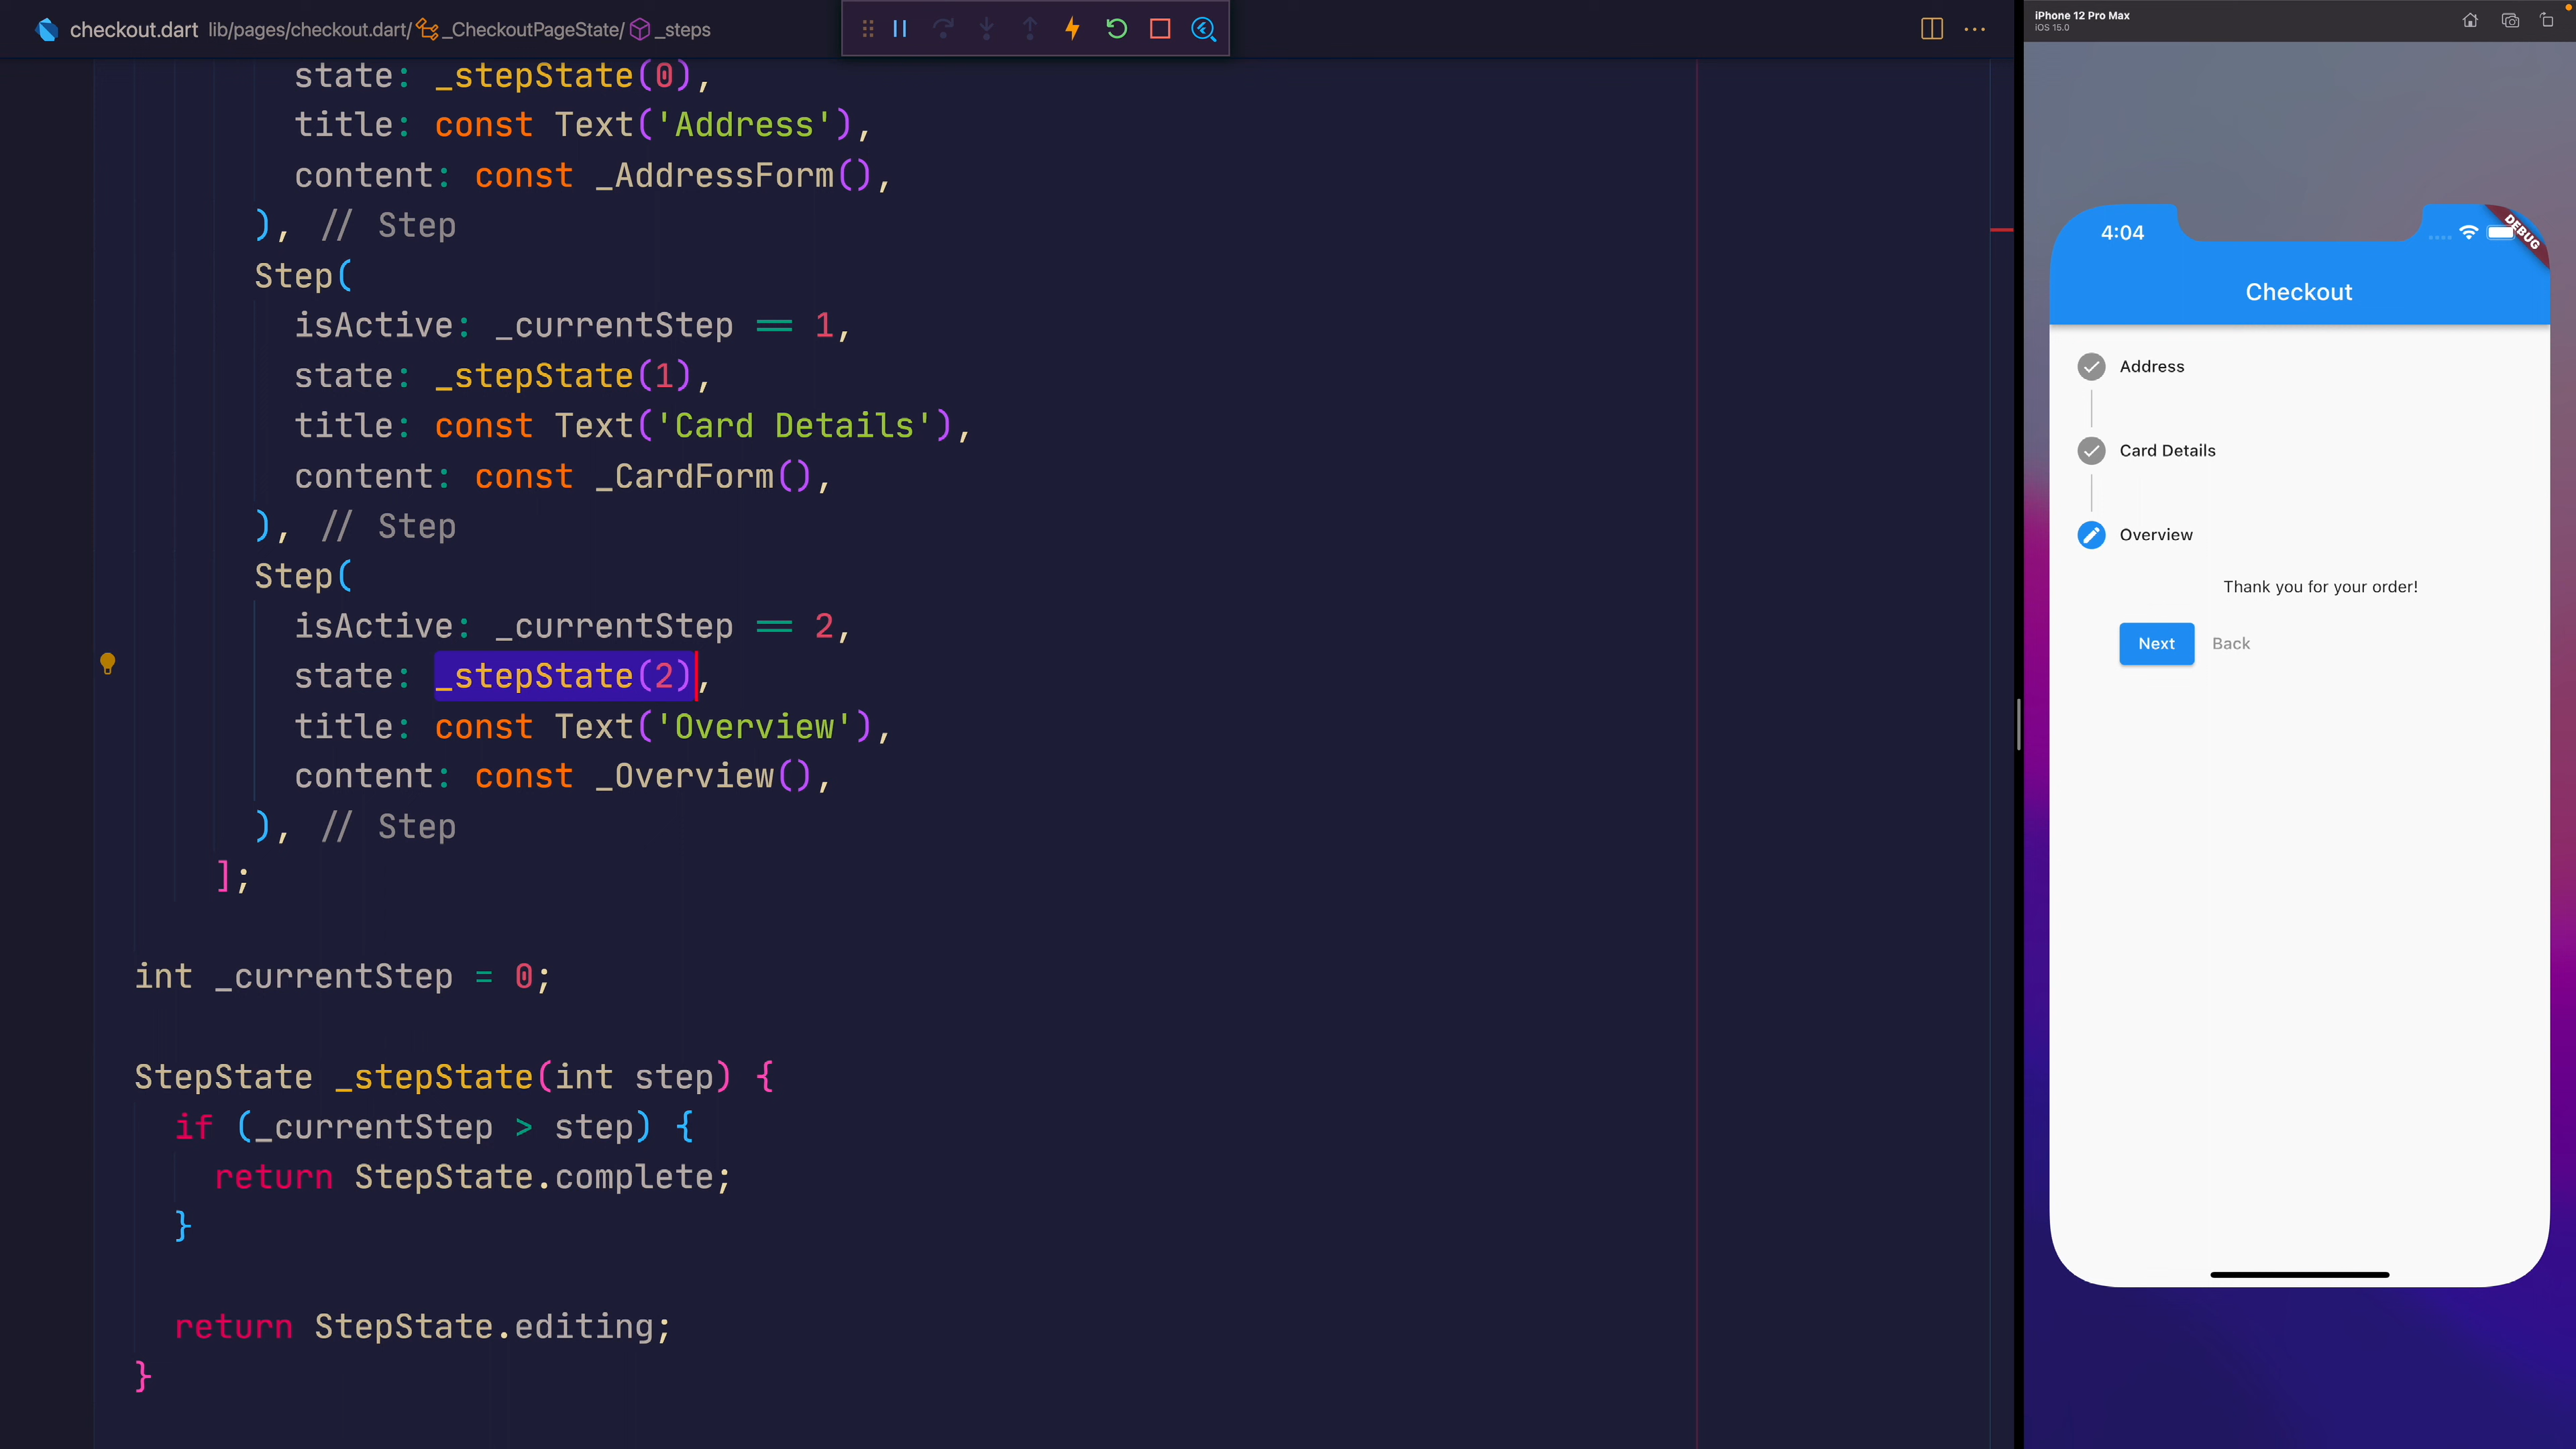 checkout.dart lib/pages/checkout.dart/ _CheckoutPageState/ _steps
state: _stepState(0),
title: const Text('Address'),
content: const _AddressForm(),
), // Step
Step(
isActive: _currentStep == 1,
state: _stepState(1),
title: const Text('Card Details'),
content: const _CardForm(),
), // Step
Step(
isActive: _currentStep == 2,
state: _stepState(2),
title: const Text('Overview'),
content: const _Overview(),
), // Step
];
int _currentStep = 0;
StepState _stepState(int step) {
if (_currentStep > step) {
return StepState.complete;
}
return StepState.editing;
}
iPhone 12 Pro Max
iOS 15.0
4:04
DEBUG
Checkout
Address
Card Details
Overview
Thank you for your order!
Next Back